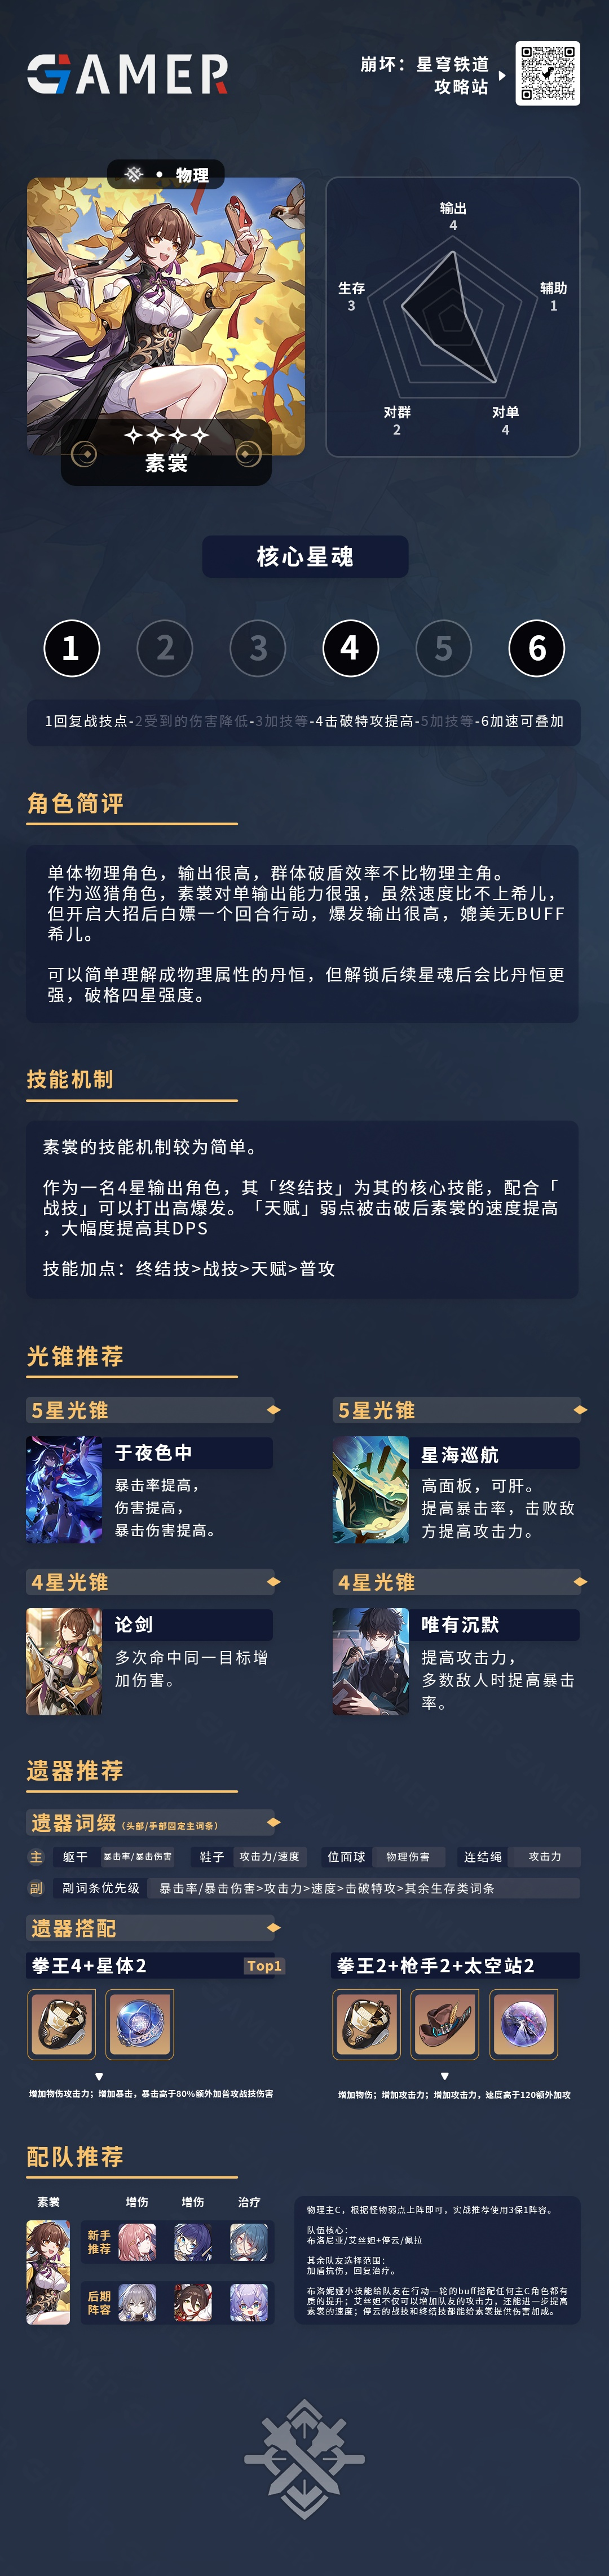 GAMER
崩坏：星穹铁道
攻略站
物理
素裳
输出
4
辅助
1
对单
4
对群
2
生存
3
核心星魂
1 2 3 4 5 6
1回复战技点-2受到的伤害降低-3加技等-4击破特攻提高-5加技等-6加速可叠加
角色简评
单体物理角色，输出很高，群体破盾效率不比物理主角。
作为巡猎角色，素裳对单输出能力很强，虽然速度比不上希儿，
但开启大招后白嫖一个回合行动，爆发输出很高，媲美无BUFF
希儿。
可以简单理解成物理属性的丹恒，但解锁后续星魂后会比丹恒更
强，破格四星强度。
技能机制
素裳的技能机制较为简单。
作为一名4星输出角色，其「终结技」为其的核心技能，配合「
战技」可以打出高爆发。「天赋」弱点被击破后素裳的速度提高
，大幅度提高其DPS
技能加点：终结技>战技>天赋>普攻
光锥推荐
5星光锥
于夜色中
暴击率提高，
伤害提高，
暴击伤害提高。
5星光锥
星海巡航
高面板，可肝。
提高暴击率，击败敌
方提高攻击力。
4星光锥
论剑
多次命中同一目标增
加伤害。
4星光锥
唯有沉默
提高攻击力，
多数敌人时提高暴击
率。
遗器推荐
遗器词缀（头部/手部固定主词条）
主 躯干 暴击率/暴击伤害 鞋子 攻击力/速度 位面球 物理伤害 连结绳 攻击力
副 副词条优先级 暴击率/暴击伤害>攻击力>速度>击破特攻>其余生存类词条
遗器搭配
拳王4+星体2 Top1
增加物伤攻击力；增加暴击，暴击高于80%额外加普攻战技伤害
拳王2+枪手2+太空站2
增加物伤；增加攻击力；增加攻击力，速度高于120额外加攻
配队推荐
素裳 增伤 增伤 治疗
新手
推荐
后期
阵容
物理主C，根据怪物弱点上阵即可，实战推荐使用3保1阵容。
队伍核心：
布洛尼亚/艾丝妲+停云/佩拉
其余队友选择范围：
加盾抗伤，回复治疗。
布洛妮娅小技能给队友在行动一轮的buff搭配任何主C角色都有
质的提升；艾丝妲不仅可以增加队友的攻击力，还能进一步提高
素裳的速度；停云的战技和终结技都能给素裳提供伤害加成。